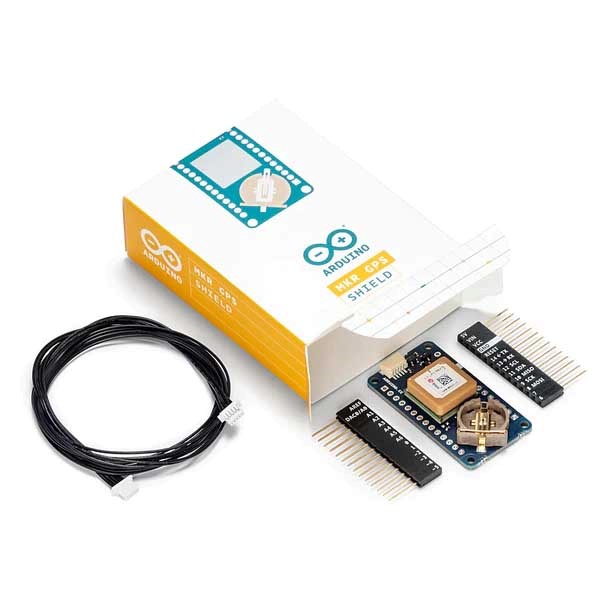 ARDUINO
MKR GPS
SHIELD
ARDUINO
MKR GPS
SHIELD
5V
VIN
VCC
GND
RESET
14 ← TX
13 → RX
12 SCL
11 SDA
10 MISO
9 SCK
8 MOSI
7
6
AREF
DAC0/A0
A1
A2
A3
A4
A5
A6